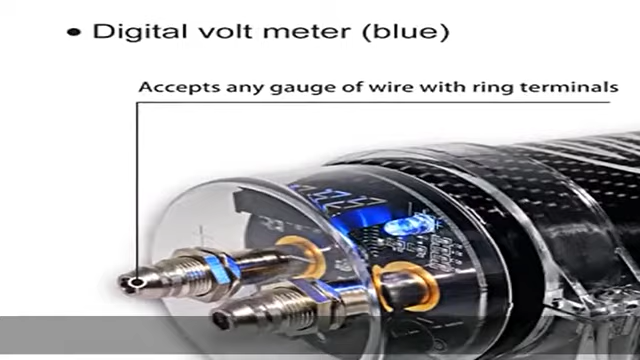 • Digital volt meter (blue)
Accepts any gauge of wire with ring terminals